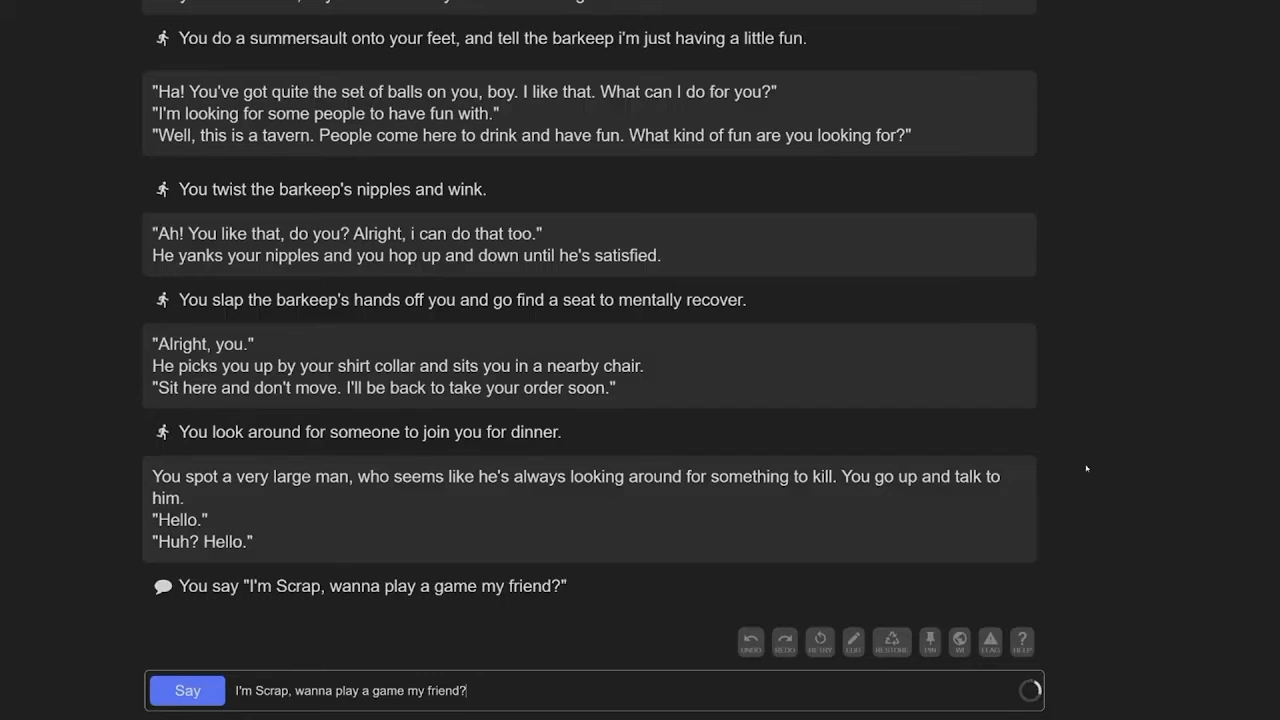 You do a summersault onto your feet, and tell the barkeep i'm just having a little fun.
"Ha! You've got quite the set of balls on you, boy. I like that. What can I do for you?"
"I'm looking for some people to have fun with."
"Well, this is a tavern. People come here to drink and have fun. What kind of fun are you looking for?"
You twist the barkeep's nipples and wink.
"Ah! You like that, do you? Alright, i can do that too."
He yanks your nipples and you hop up and down until he's satisfied.
You slap the barkeep's hands off you and go find a seat to mentally recover.
"Alright, you."
He picks you up by your shirt collar and sits you in a nearby chair.
"Sit here and don't move. I'll be back to take your order soon."
You look around for someone to join you for dinner.
You spot a very large man, who seems like he's always looking around for something to kill. You go up and talk to
him.
"Hello."
"Huh? Hello."
You say "I'm Scrap, wanna play a game my friend?"
UNDO REDO RETRY EDIT RESTORE PIN WI FLAG HELP
Say I'm Scrap, wanna play a game my friend?